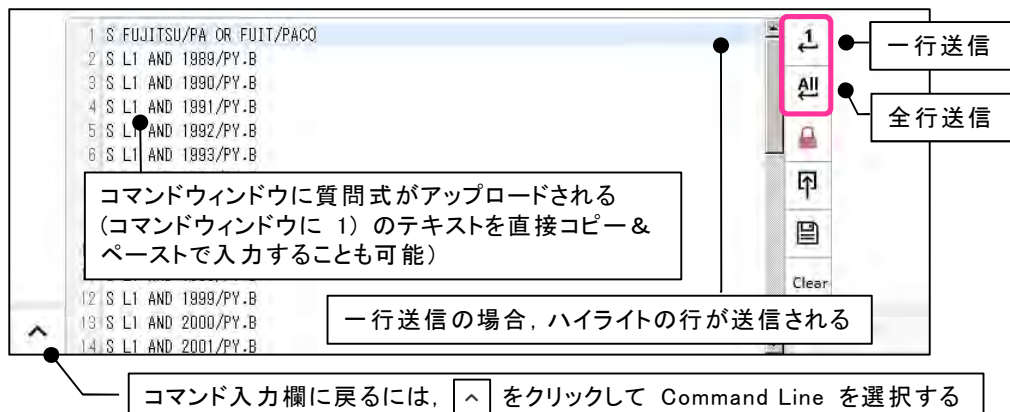 1 S FUJITSU/PA OR FUIT/PACO
2 S L1 AND 1989/PY.B
3 S L1 AND 1990/PY.B
4 S L1 AND 1991/PY.B
5 S L1 AND 1992/PY.B
6 S L1 AND 1993/PY.B
コマンドウィンドウに質問式がアップロードされる
(コマンドウィンドウに 1) のテキストを直接コピー&
ペーストで入力することも可能)
12 S L1 AND 1999/PY.B
13 S L1 AND 2000/PY.B
14 S L1 AND 2001/PY.B
1
All
Clear
一行送信
全行送信
一行送信の場合, ハイライトの行が送信される
コマンド入力欄に戻るには, ^ をクリックして Command Line を選択する